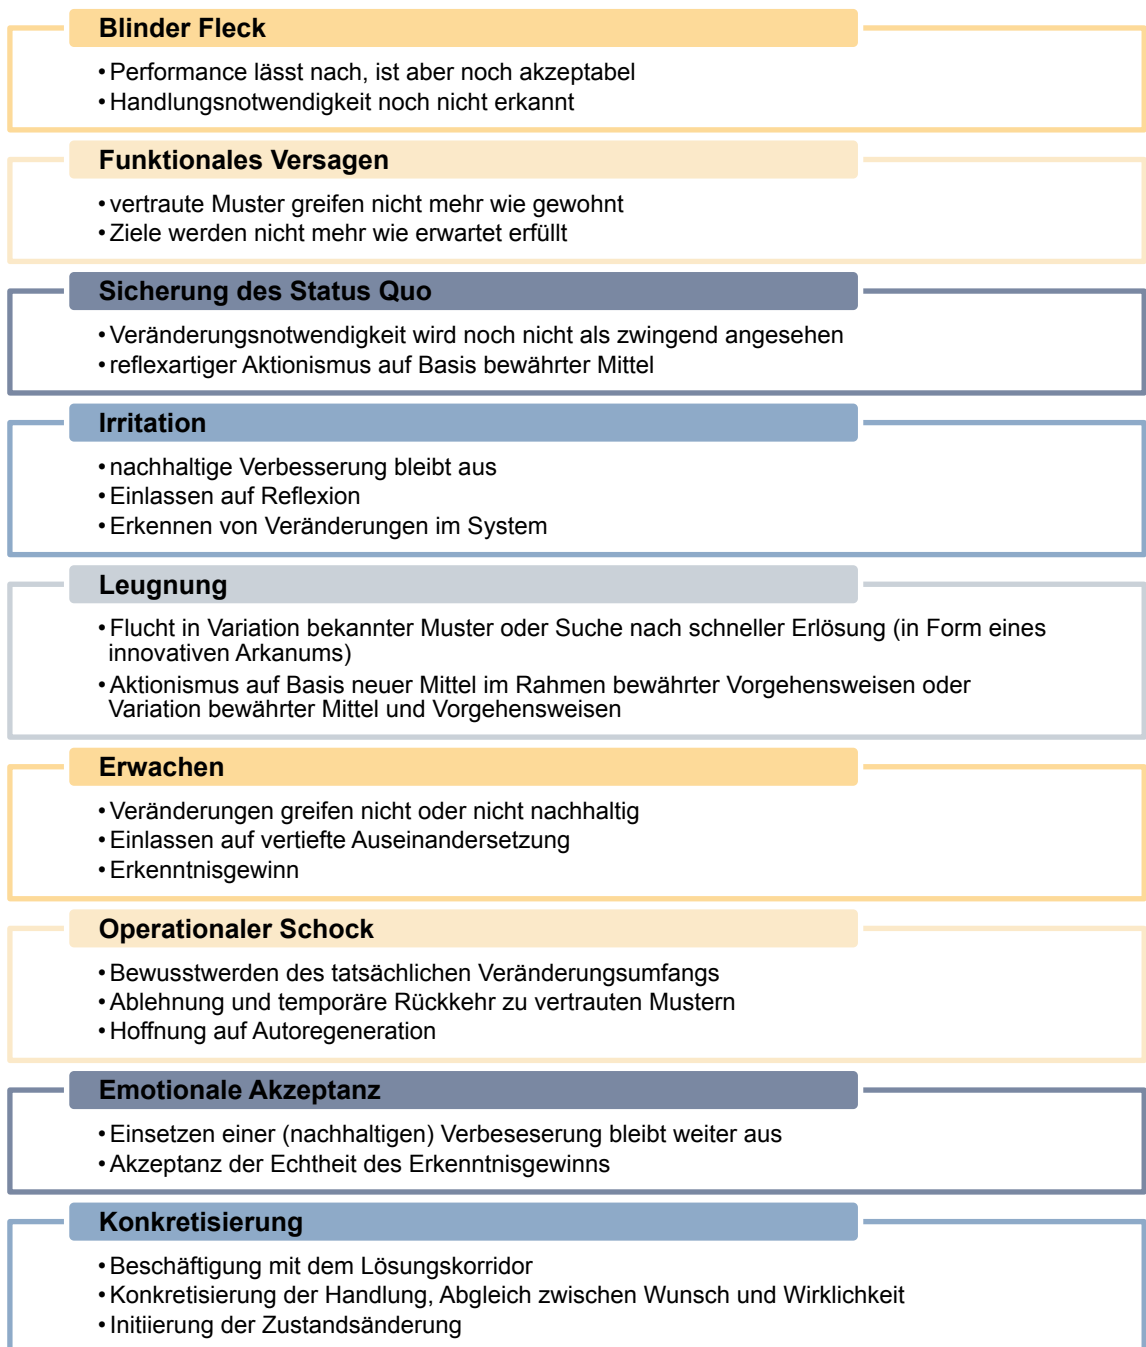 Blinder Fleck
•Performance lässt nach, ist aber noch akzeptabel
•Handlungsnotwendigkeit noch nicht erkannt
Funktionales Versagen
•vertraute Muster greifen nicht mehr wie gewohnt
•Ziele werden nicht mehr wie erwartet erfüllt
Sicherung des Status Quo
•Veränderungsnotwendigkeit wird noch nicht als zwingend angesehen
•reflexartiger Aktionismus auf Basis bewährter Mittel
Irritation
•nachhaltige Verbesserung bleibt aus
•Einlassen auf Reflexion
•Erkennen von Veränderungen im System
Leugnung
•Flucht in Variation bekannter Muster oder Suche nach schneller Erlösung (in Form eines
innovativen Arkanums)
•Aktionismus auf Basis neuer Mittel im Rahmen bewährter Vorgehensweisen oder
Variation bewährter Mittel und Vorgehensweisen
Erwachen
•Veränderungen greifen nicht oder nicht nachhaltig
•Einlassen auf vertiefte Auseinandersetzung
•Erkenntnisgewinn
Operationaler Schock
•Bewusstwerden des tatsächlichen Veränderungsumfangs
•Ablehnung und temporäre Rückkehr zu vertrauten Mustern
•Hoffnung auf Autoregeneration
Emotionale Akzeptanz
•Einsetzen einer (nachhaltigen) Verbeseserung bleibt weiter aus
•Akzeptanz der Echtheit des Erkenntnisgewinns
Konkretisierung
•Beschäftigung mit dem Lösungskorridor
•Konkretisierung der Handlung, Abgleich zwischen Wunsch und Wirklichkeit
•Initiierung der Zustandsänderung